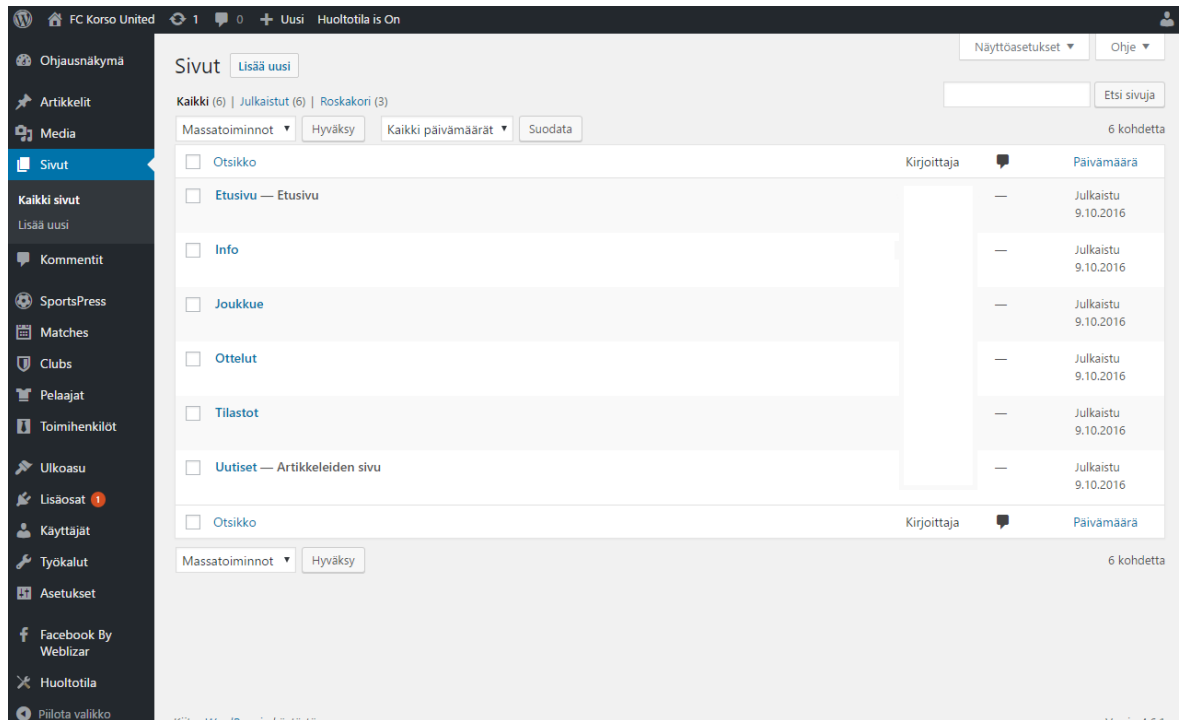 FC Korso United 1 0 Uusi Huoltotila is On
Ohjausnäkymä
Artikkelit
Media
Sivut
Kaikki sivut
Lisää uusi
Kommentit
SportsPress
Matches
Clubs
Pelaajat
Toimihenkilöt
Ulkoasu
Lisäosat 1
Käyttäjät
Työkalut
Asetukset
Facebook By
Weblizar
Huoltotila
Piilota valikko
Näyttöasetukset Ohje
Sivut Lisää uusi
Kaikki (6) | Julkaistut (6) | Roskakori (3)
Etsi sivuja
Massatoiminnot Hyväksy Kaikki päivämäärät Suodata 6 kohdetta
Otsikko Kirjoittaja Päivämäärä
Etusivu — Etusivu — Julkaistu
9.10.2016
Info — Julkaistu
9.10.2016
Joukkue — Julkaistu
9.10.2016
Ottelut — Julkaistu
9.10.2016
Tilastot — Julkaistu
9.10.2016
Uutiset — Artikkeleiden sivu — Julkaistu
9.10.2016
Otsikko Kirjoittaja Päivämäärä
Massatoiminnot Hyväksy 6 kohdetta